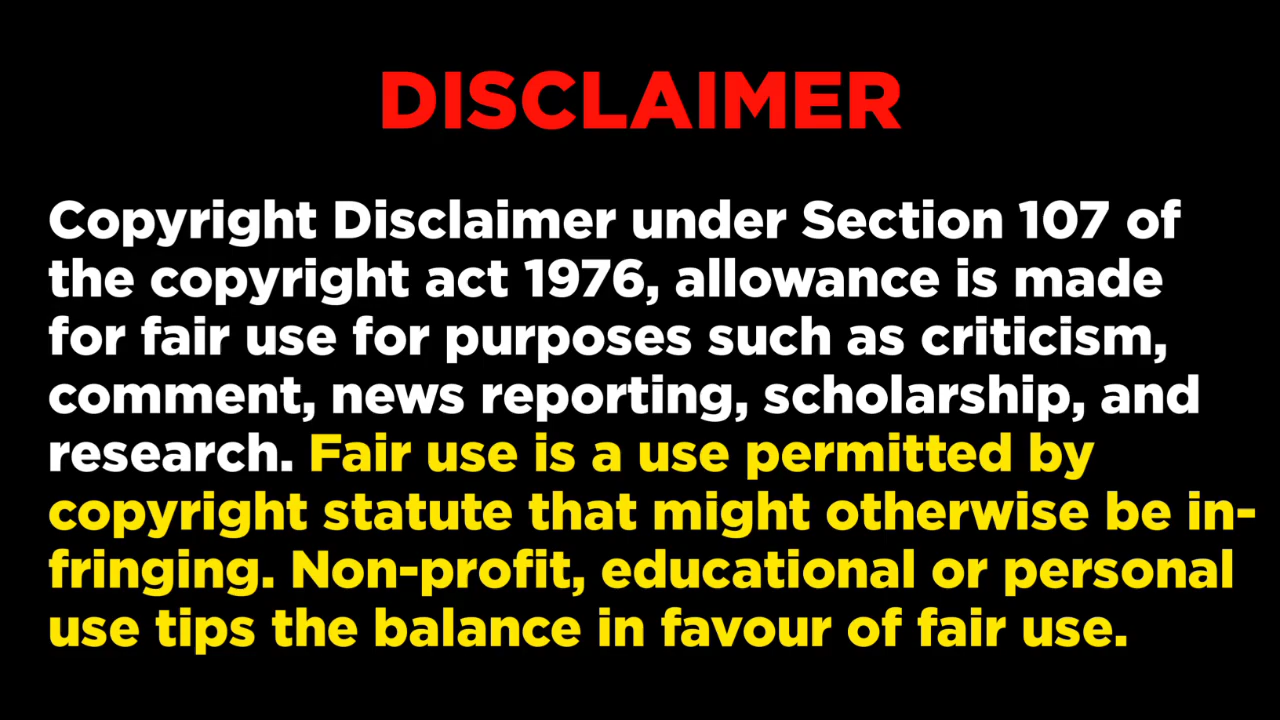 DISCLAIMER
Copyright Disclaimer under Section 107 of
the copyright act 1976, allowance is made
for fair use for purposes such as criticism,
comment, news reporting, scholarship, and
research. Fair use is a use permitted by
copyright statute that might otherwise be in-
fringing. Non-profit, educational or personal
use tips the balance in favour of fair use.